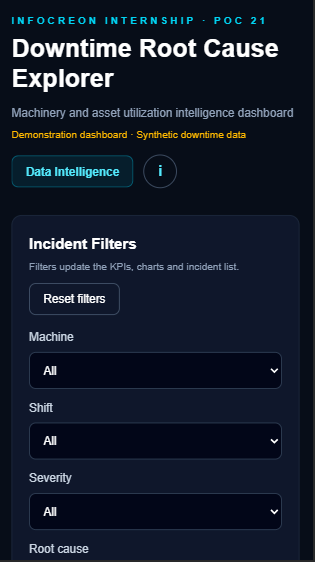 INFOCREON INTERNSHIP · POC 21
Downtime Root Cause
Explorer
Machinery and asset utilization intelligence dashboard
Demonstration dashboard · Synthetic downtime data
Data Intelligence
i
Incident Filters
Filters update the KPIs, charts and incident list.
Reset filters
Machine
All
Shift
All
Severity
All
Root cause